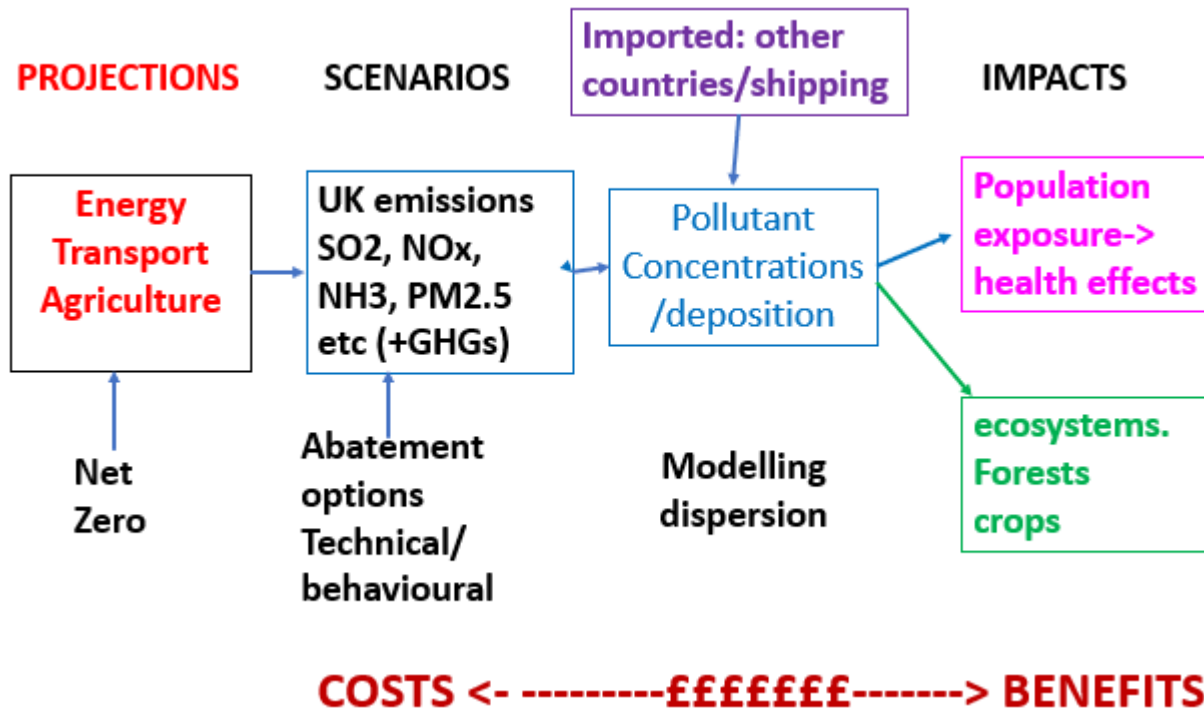 PROJECTIONS
SCENARIOS
Imported: other
countries/shipping
IMPACTS
Energy
Transport
Agriculture
UK emissions
SO2, NOx,
NH3, PM2.5
etc (+GHGs)
Pollutant
Concentrations
/deposition
Population
exposure->
health effects
Net
Zero
Abatement
options
Technical/
behavioural
Modelling
dispersion
ecosystems.
Forests
crops
COSTS <- ---------£££££££-------> BENEFITS